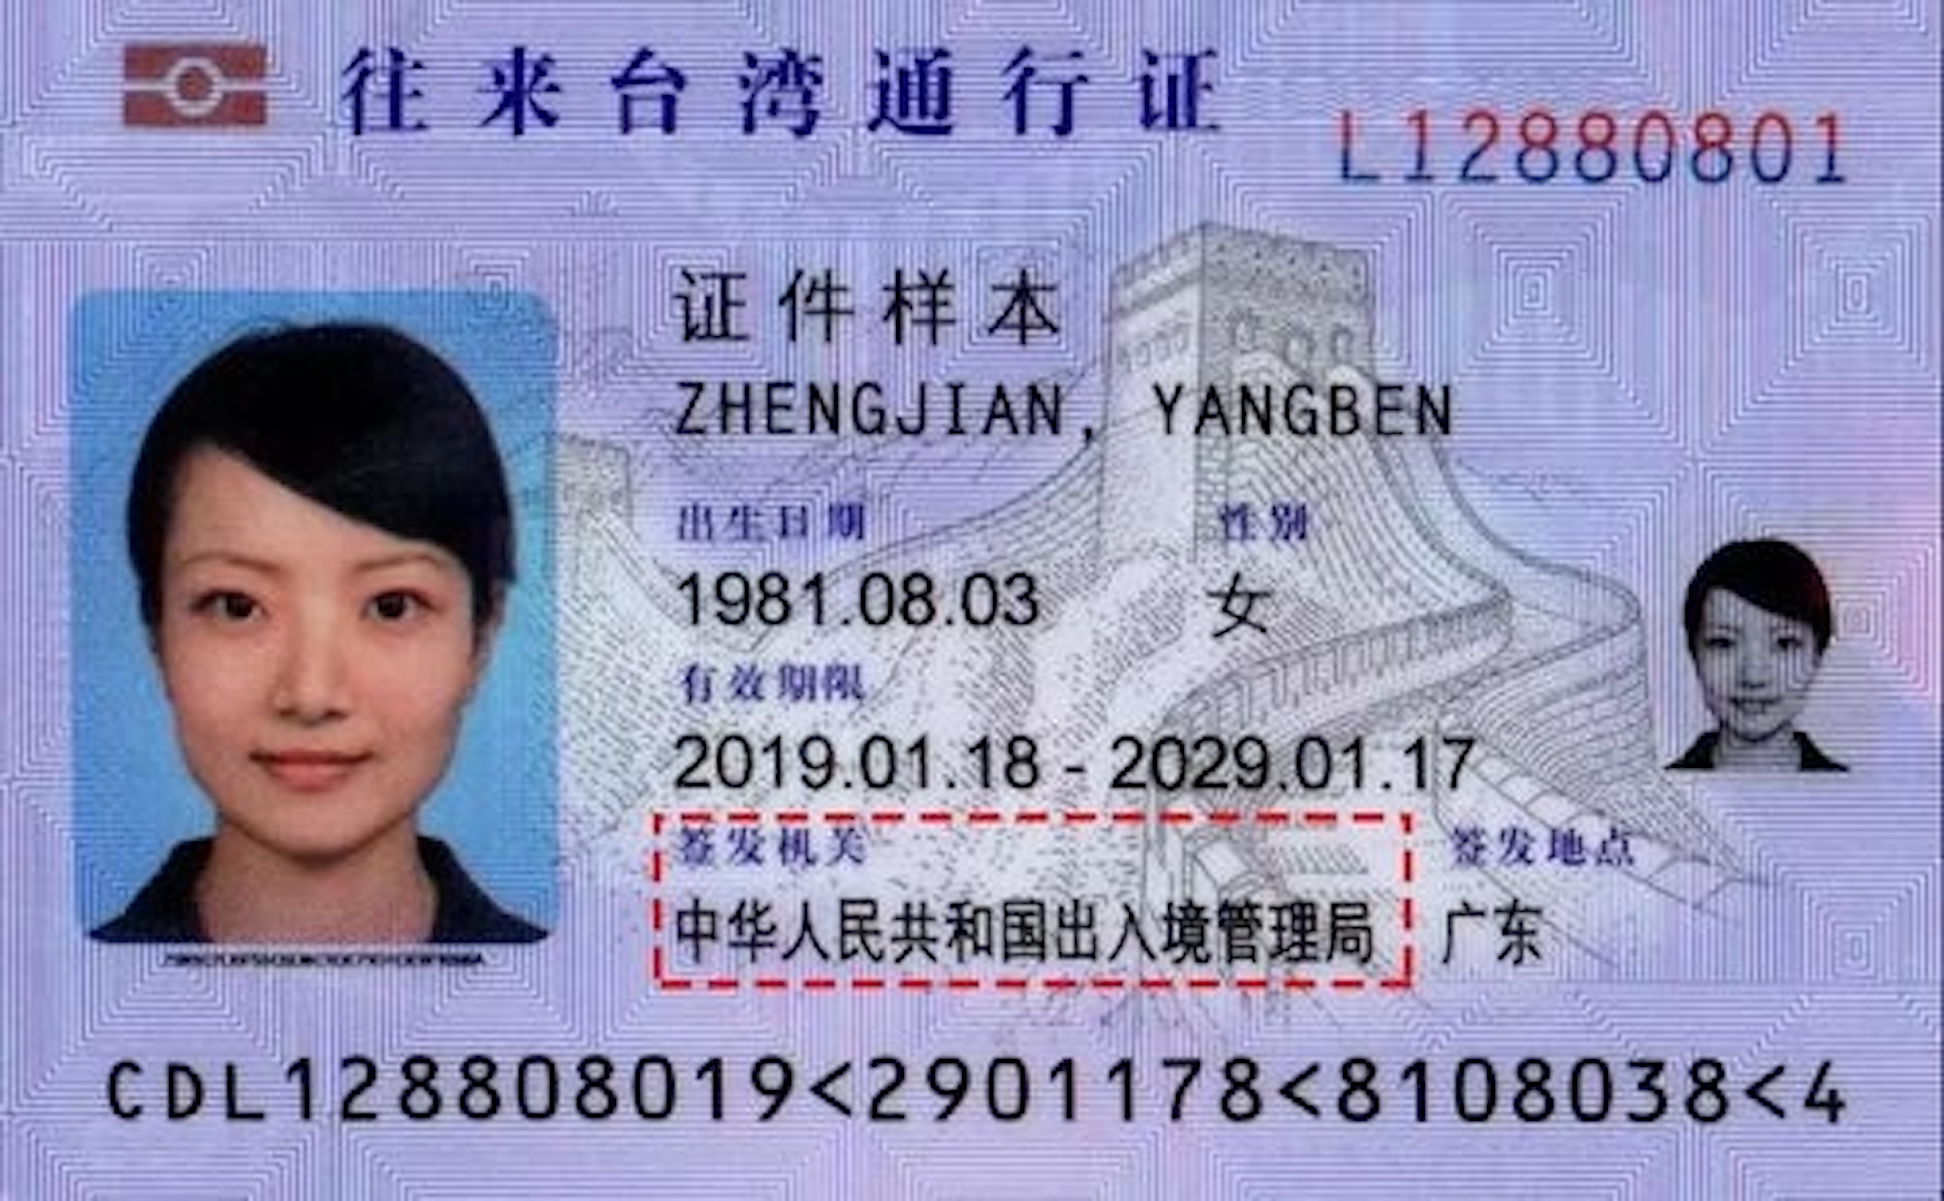 往来台湾通行证
L12880801
证件样本
ZHENGJIAN, YANGBEN
出生日期 性别
1981.08.03 女
有效期限
2019.01.18 - 2029.01.17
签发机关 签发地点
中华人民共和国出入境管理局 广东
CDL128808019<2901178<8108038<4